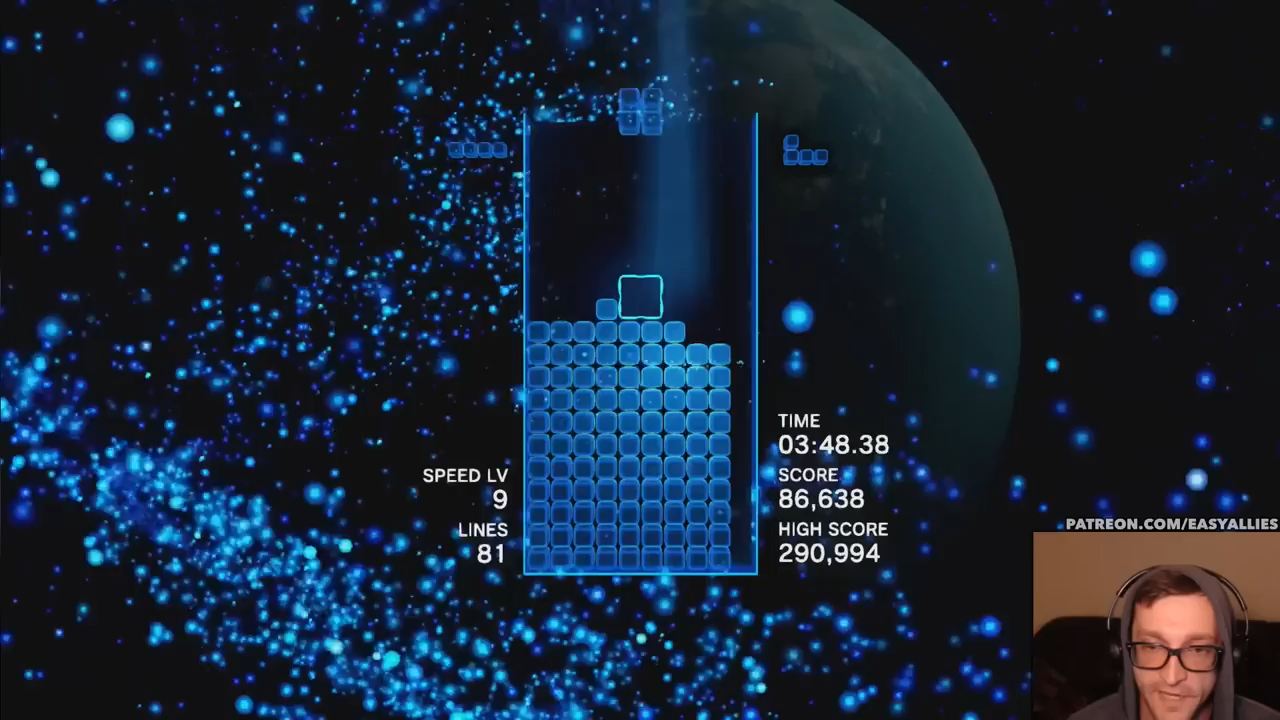 SPEED LV
9
LINES
81
TIME
03:48.38
SCORE
86,638
HIGH SCORE
290,994
PATREON.COM/EASYALLIES